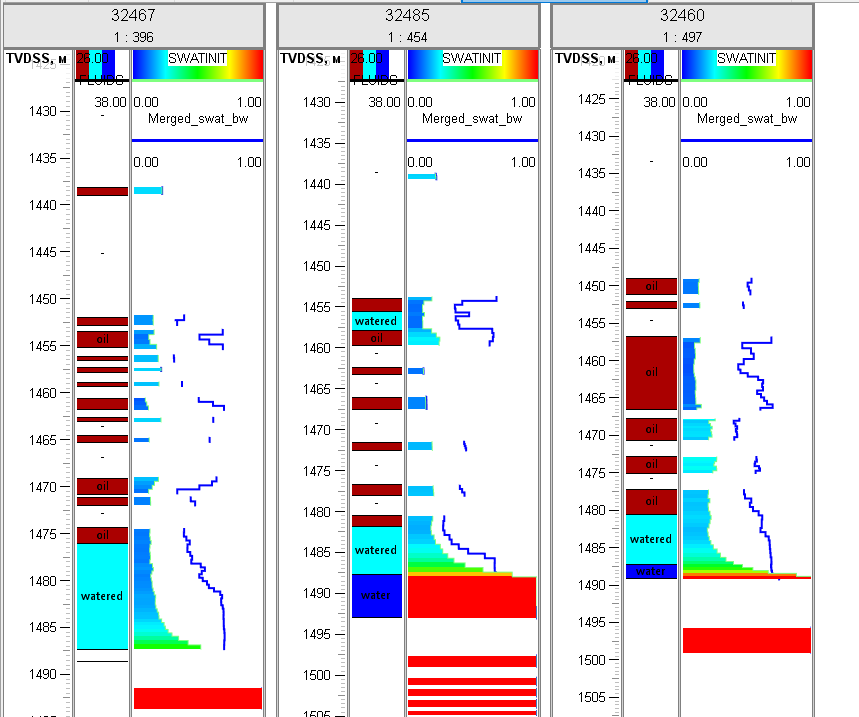 32467
1 : 396
TVDSS, м
26.00
FLUIDS
38.00
SWATINIT
0.00 1.00
Merged_swat_bw
0.00 1.00
1430
1435
1440
1445
1450
1455
1460
1465
1470
1475
1480
1485
1490
oil
oil
oil
watered
32485
1 : 454
TVDSS, м
26.00
FLUIDS
38.00
SWATINIT
0.00 1.00
Merged_swat_bw
0.00 1.00
1430
1435
1440
1445
1450
1455
1460
1465
1470
1475
1480
1485
1490
1495
1500
1505
watered
oil
watered
water
32460
1 : 497
TVDSS, м
26.00
FLUIDS
38.00
SWATINIT
0.00 1.00
Merged_swat_bw
0.00 1.00
1425
1430
1435
1440
1445
1450
1455
1460
1465
1470
1475
1480
1485
1490
1495
1500
1505
oil
oil
oil
oil
oil
watered
water